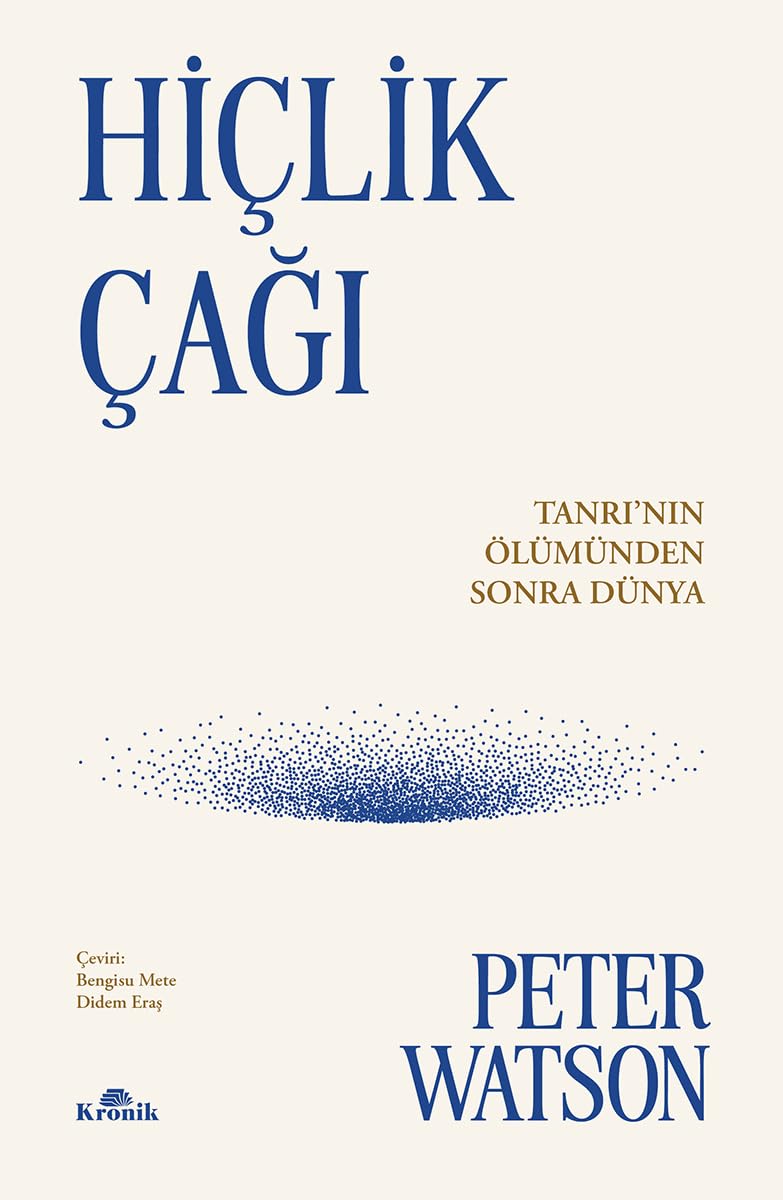 HİÇLİK
ÇAĞI
TANRI’NIN
ÖLÜMÜNDEN
SONRA DÜNYA
Çeviri:
Bengisu Mete
Didem Eraş
PETER
WATSON
Kronik